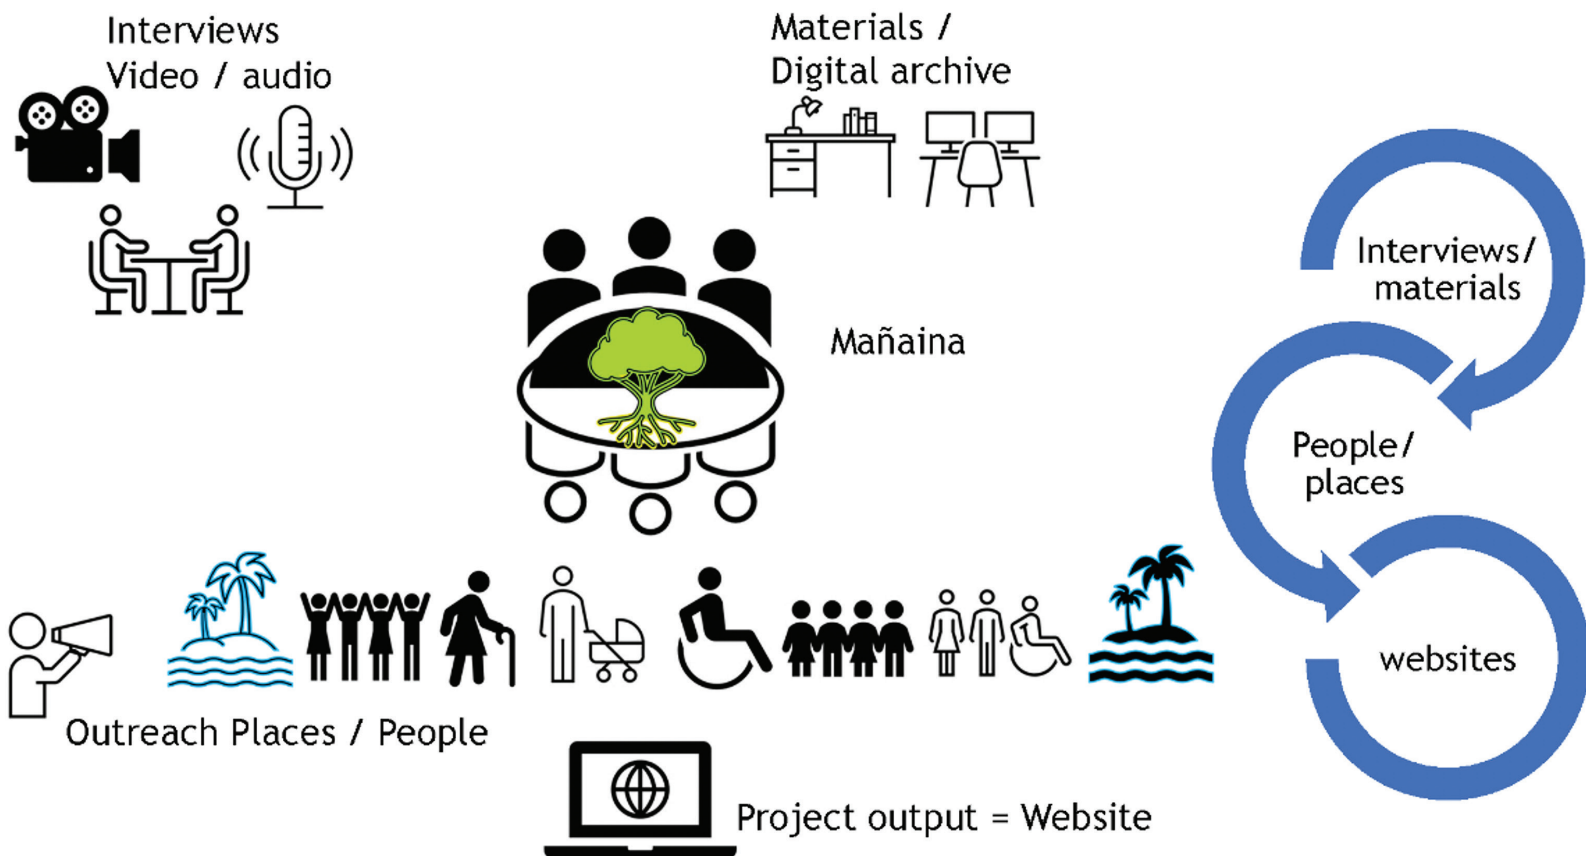 Interviews
Video / audio
Materials /
Digital archive
Mañaina
Outreach Places / People
Project output = Website
Interviews/
materials
People/
places
websites